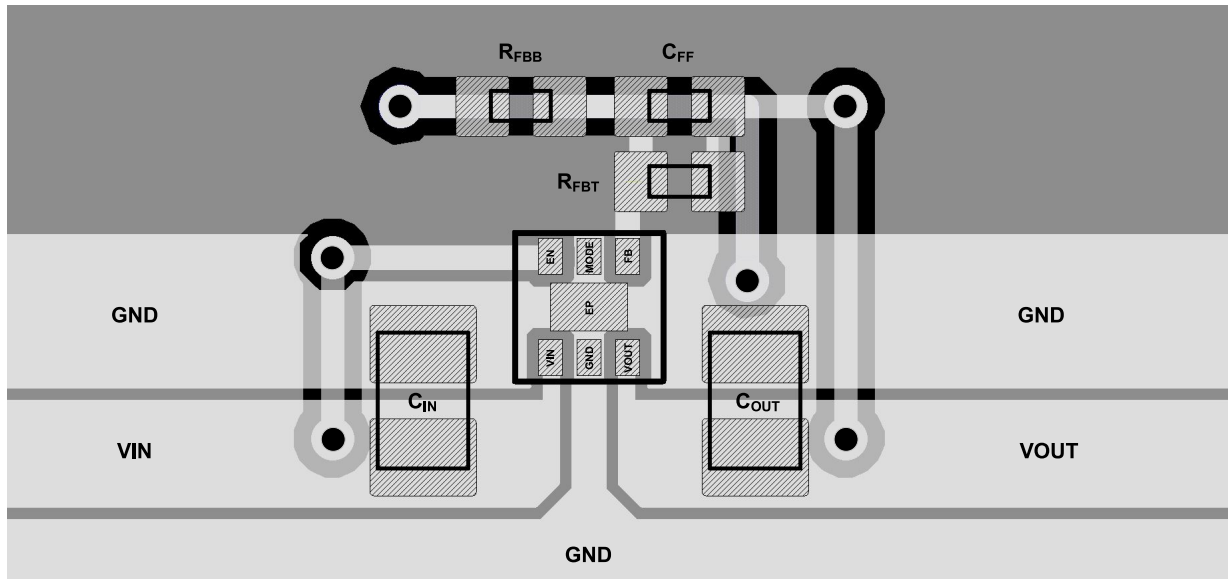 RFBB CFF
RFBT
EN MODE FB
EP
GND GND
VIN GND VOUT
CIN COUT
VIN VOUT
GND